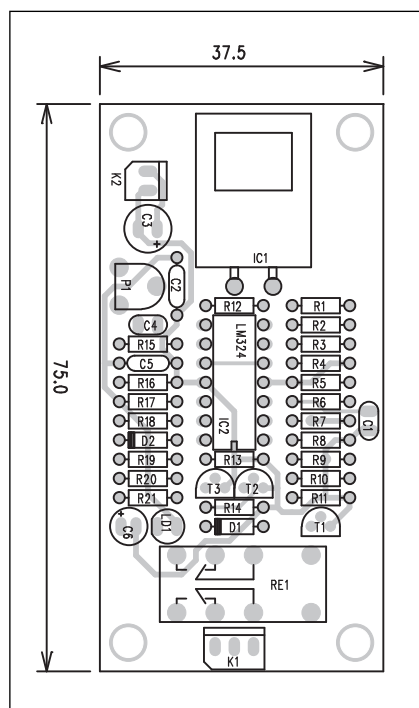 37.5
75.0
K2
C3
+
IC1
P1
C2
C4
R12
R1
LM324
R2
R15
R3
C5
R4
R16
R5
R17
R6
R18
R7
C1
IC2
D2
R8
R19
R13
R9
R20
T3
T2
R10
R21
R14
R11
+
C6
LD1
D1
T1
RE1
K1